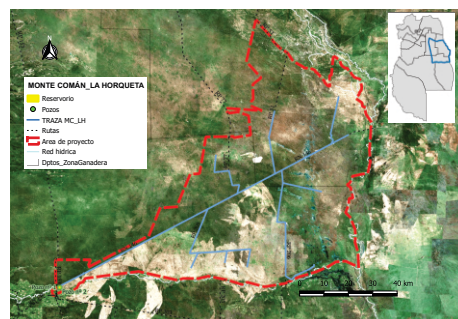 MONTE COMÁN_LA HORQUETA
Reservorio
Pozos
TRAZA MC_LH
Rutas
Area de proyecto
Red hídrica
Dptos_ZonaGanadera
0 10 20 30 40 km